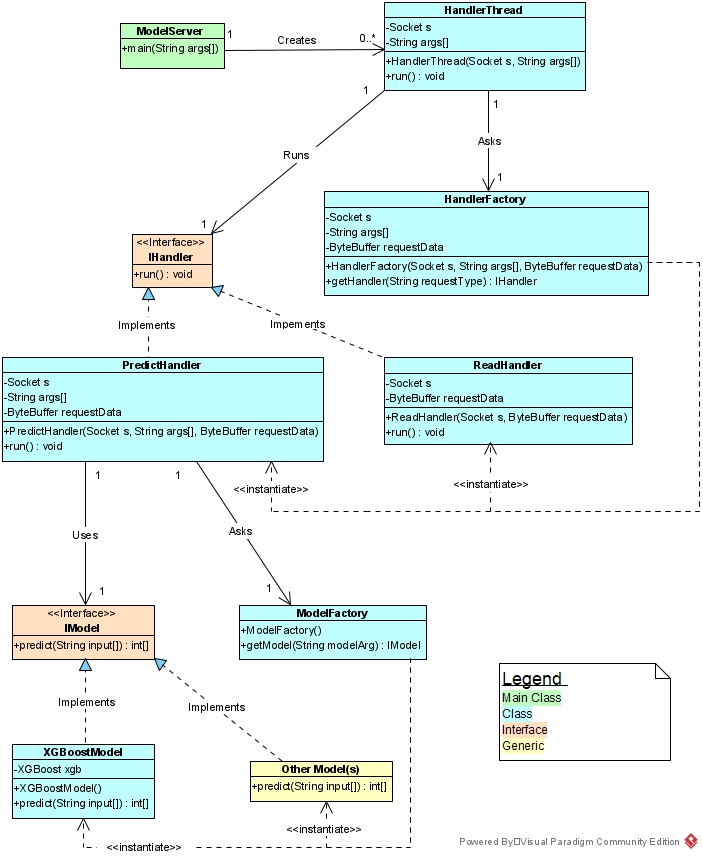 ModelServer
+main(String args[])
1
Creates
0..*
HandlerThread
-Socket s
-String args[]
+HandlerThread(Socket s, String args[])
+run() : void
1
1
Runs
Asks
1
1
HandlerFactory
-Socket s
-String args[]
-ByteBuffer requestData
+HandlerFactory(Socket s, String args[], ByteBuffer requestData)
+getHandler(String requestType) : IHandler
<<Interface>>
IHandler
+run() : void
Implements
Impements
PredictHandler
-Socket s
-String args[]
-ByteBuffer requestData
+PredictHandler(Socket s, String args[], ByteBuffer requestData)
+run() : void
ReadHandler
-Socket s
-ByteBuffer requestData
+ReadHandler(Socket s, ByteBuffer requestData)
+run() : void
1
1
<<instantiate>>
<<instantiate>>
Uses
Asks
1
1
<<Interface>>
IModel
+predict(String input[]) : int[]
ModelFactory
+ModelFactory()
+getModel(String modelArg) : IModel
Implements
Implements
XGBoostModel
-XGBoost xgb
+XGBoostModel()
+predict(String input[]) : int[]
Other Model(s)
+predict(String input[]) : int[]
<<instantiate>>
<<instantiate>>
Legend
Main Class
Class
Interface
Generic
Powered By Visual Paradigm Community Edition